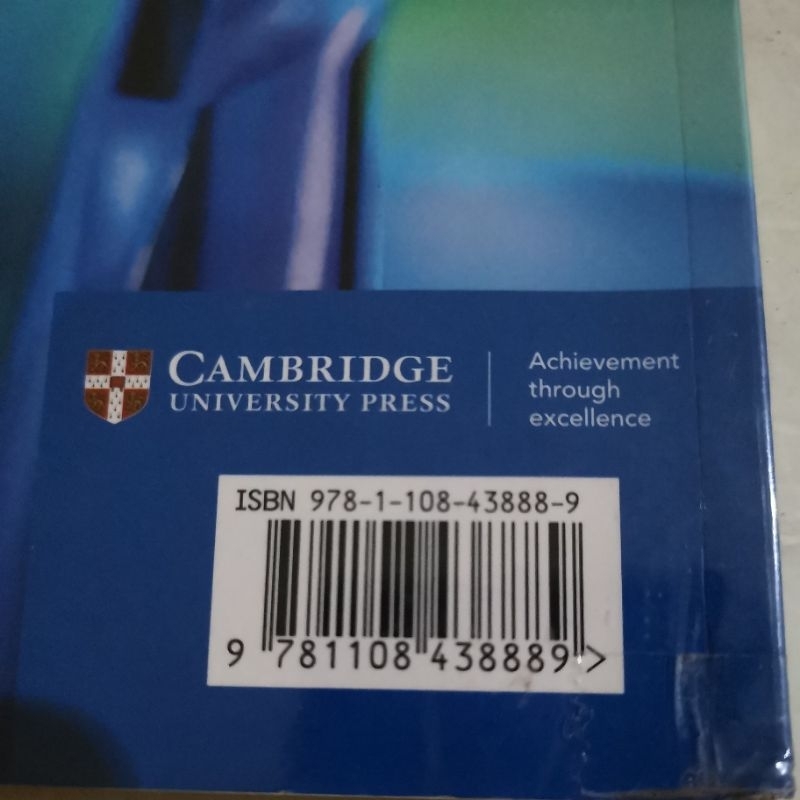 CAMBRIDGE
UNIVERSITY PRESS
Achievement
through
excellence
ISBN 978-1-108-43888-9
9 781108 438889 >